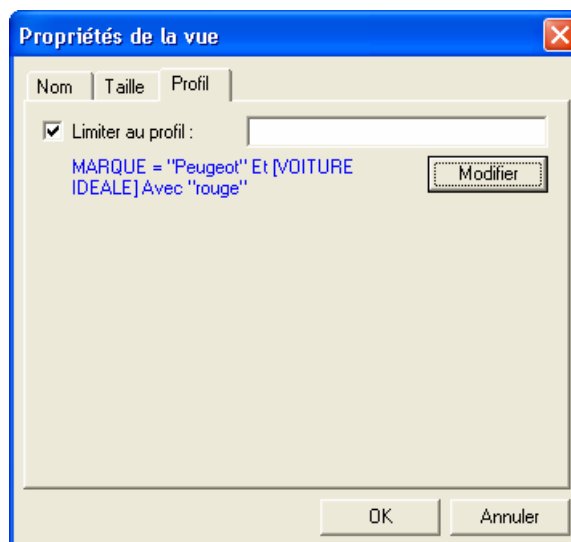 Propriétés de la vue
Nom Taille Profil
Limiter au profil :
MARQUE = "Peugeot" Et [VOITURE
IDEALE] Avec "rouge"
Modifier
OK Annuler